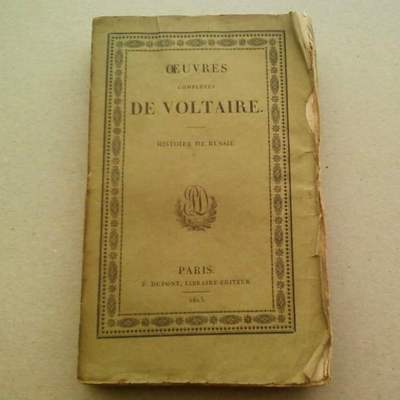 ŒUVRES
COMPLÈTES
DE VOLTAIRE.
HISTOIRE DE RUSSIE
PARIS.
P. DUPONT, LIBRAIRE-ÉDITEUR